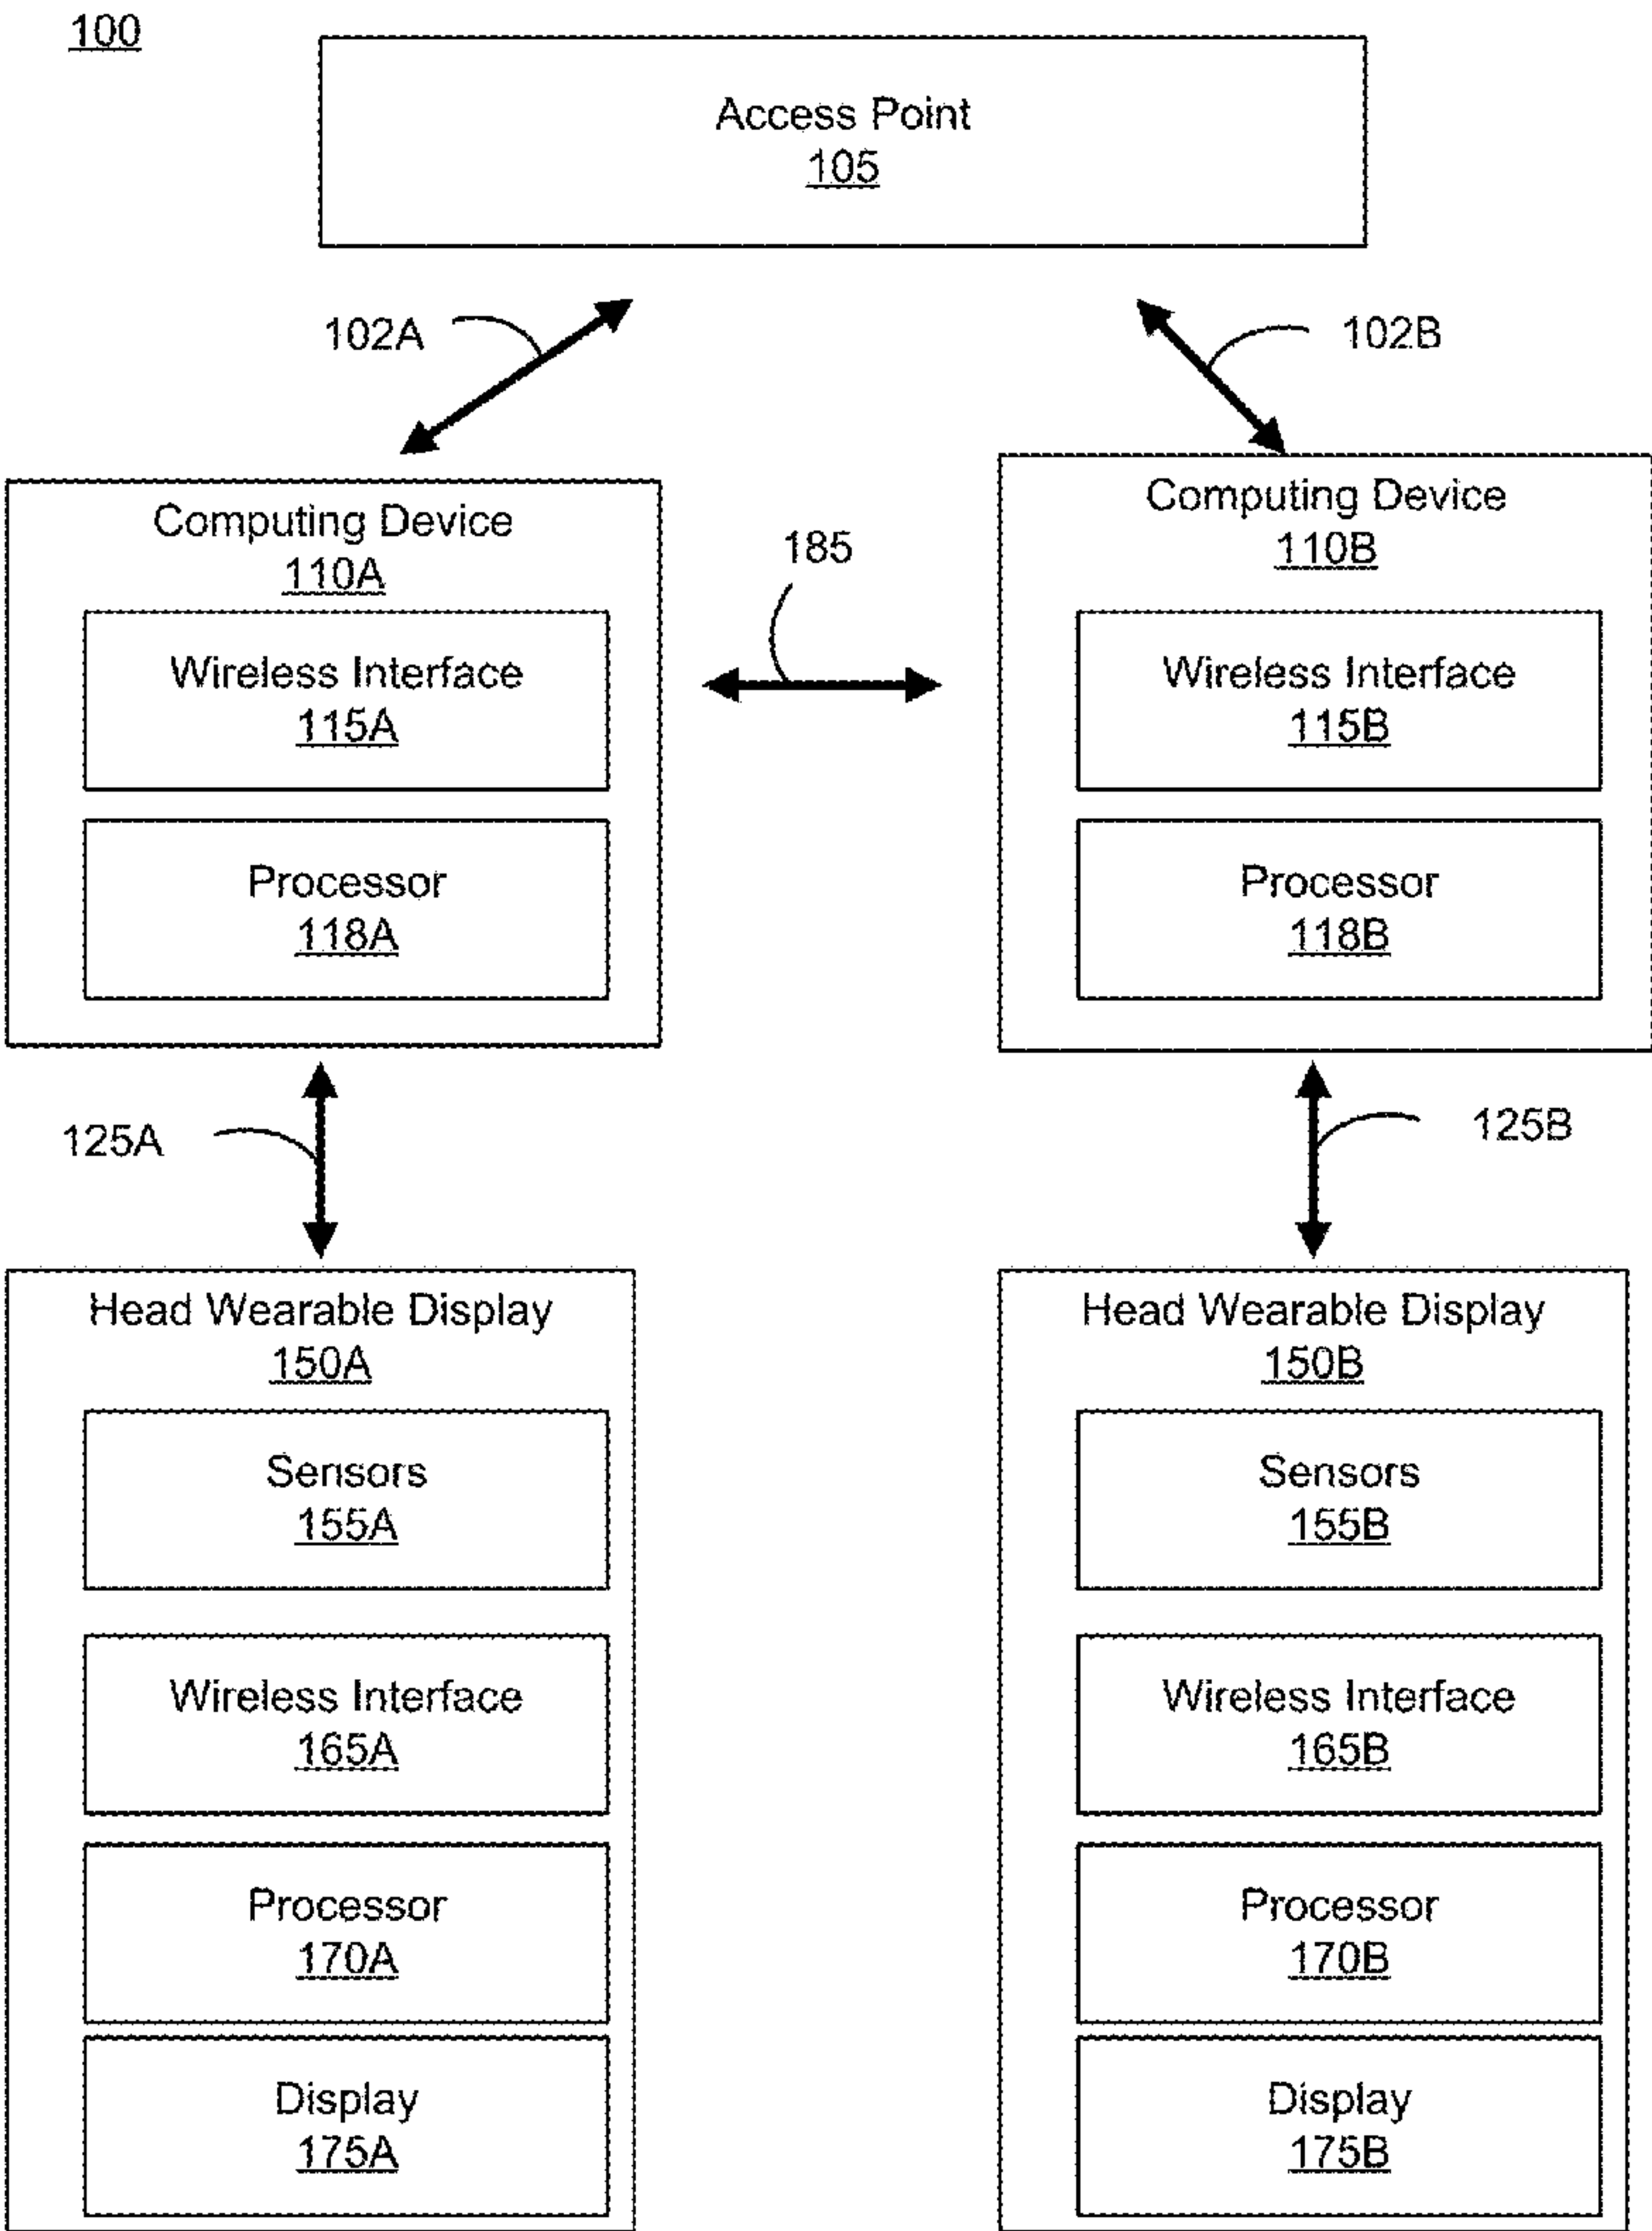 100
Access Point
105
102A
102B
Computing Device
110A
Wireless Interface
115A
Processor
118A
185
Computing Device
110B
Wireless Interface
115B
Processor
118B
125A
125B
Head Wearable Display
150A
Sensors
155A
Wireless Interface
165A
Processor
170A
Display
175A
Head Wearable Display
150B
Sensors
155B
Wireless Interface
165B
Processor
170B
Display
175B